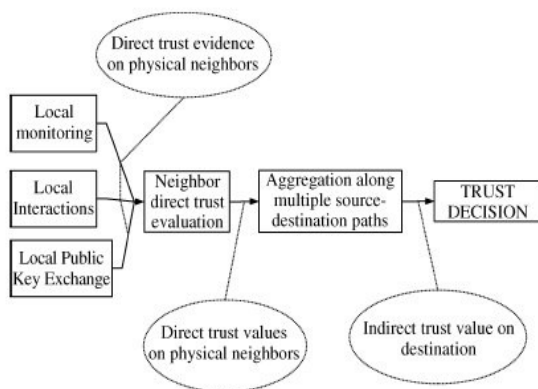 Direct trust evidence
on physical neighbors
Local
monitoring
Local
Interactions
Local Public
Key Exchange
Neighbor
direct trust
evaluation
Aggregation along
multiple source-
destination paths
TRUST
DECISION
Direct trust values
on physical neighbors
Indirect trust value on
destination